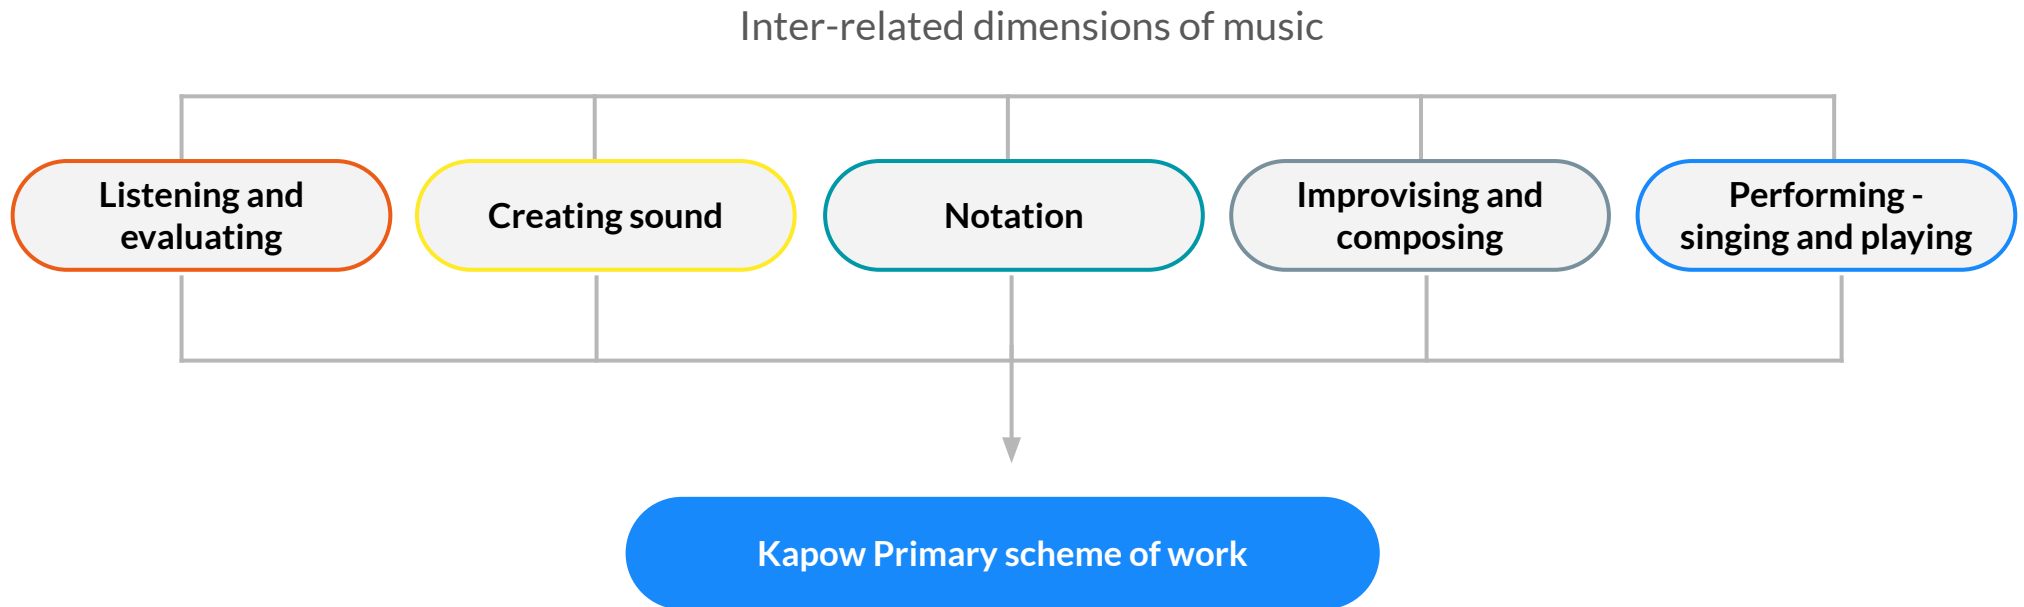 Inter-related dimensions of music
Listening and
evaluating
Creating sound
Notation
Improvising and
composing
Performing -
singing and playing
Kapow Primary scheme of work